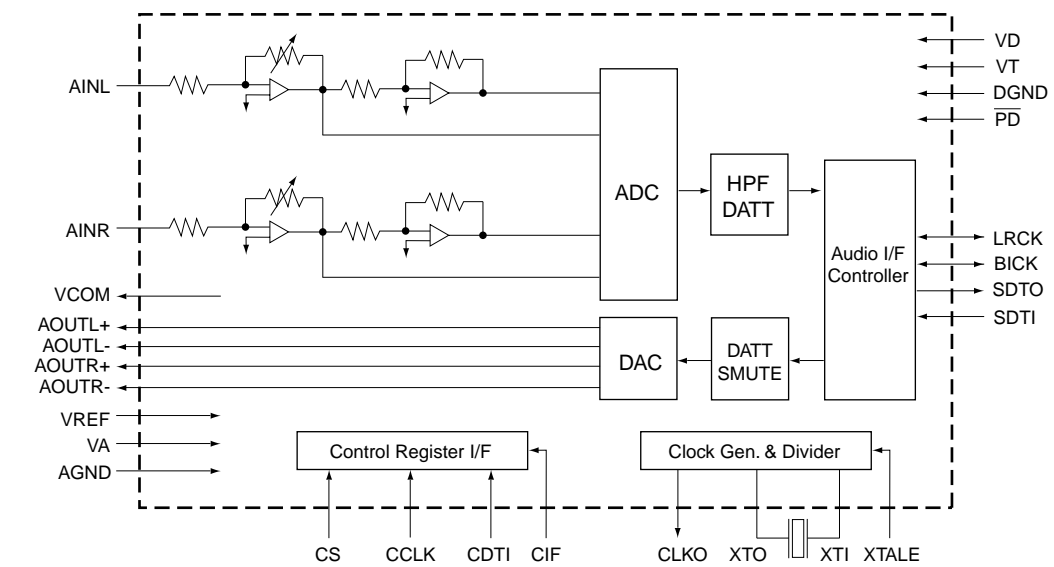 VD
VT
AINL
DGND
PD
ADC
HPF
DATT
AINR
LRCK
Audio I/F
Controller
BICK
VCOM
SDTO
SDTI
AOUTL+
AOUTL-
AOUTR+
AOUTR-
DAC
DATT
SMUTE
VREF
VA
AGND
Control Register I/F
Clock Gen. & Divider
CS
CCLK
CDTI
CIF
CLKO
XTO
XTI
XTALE